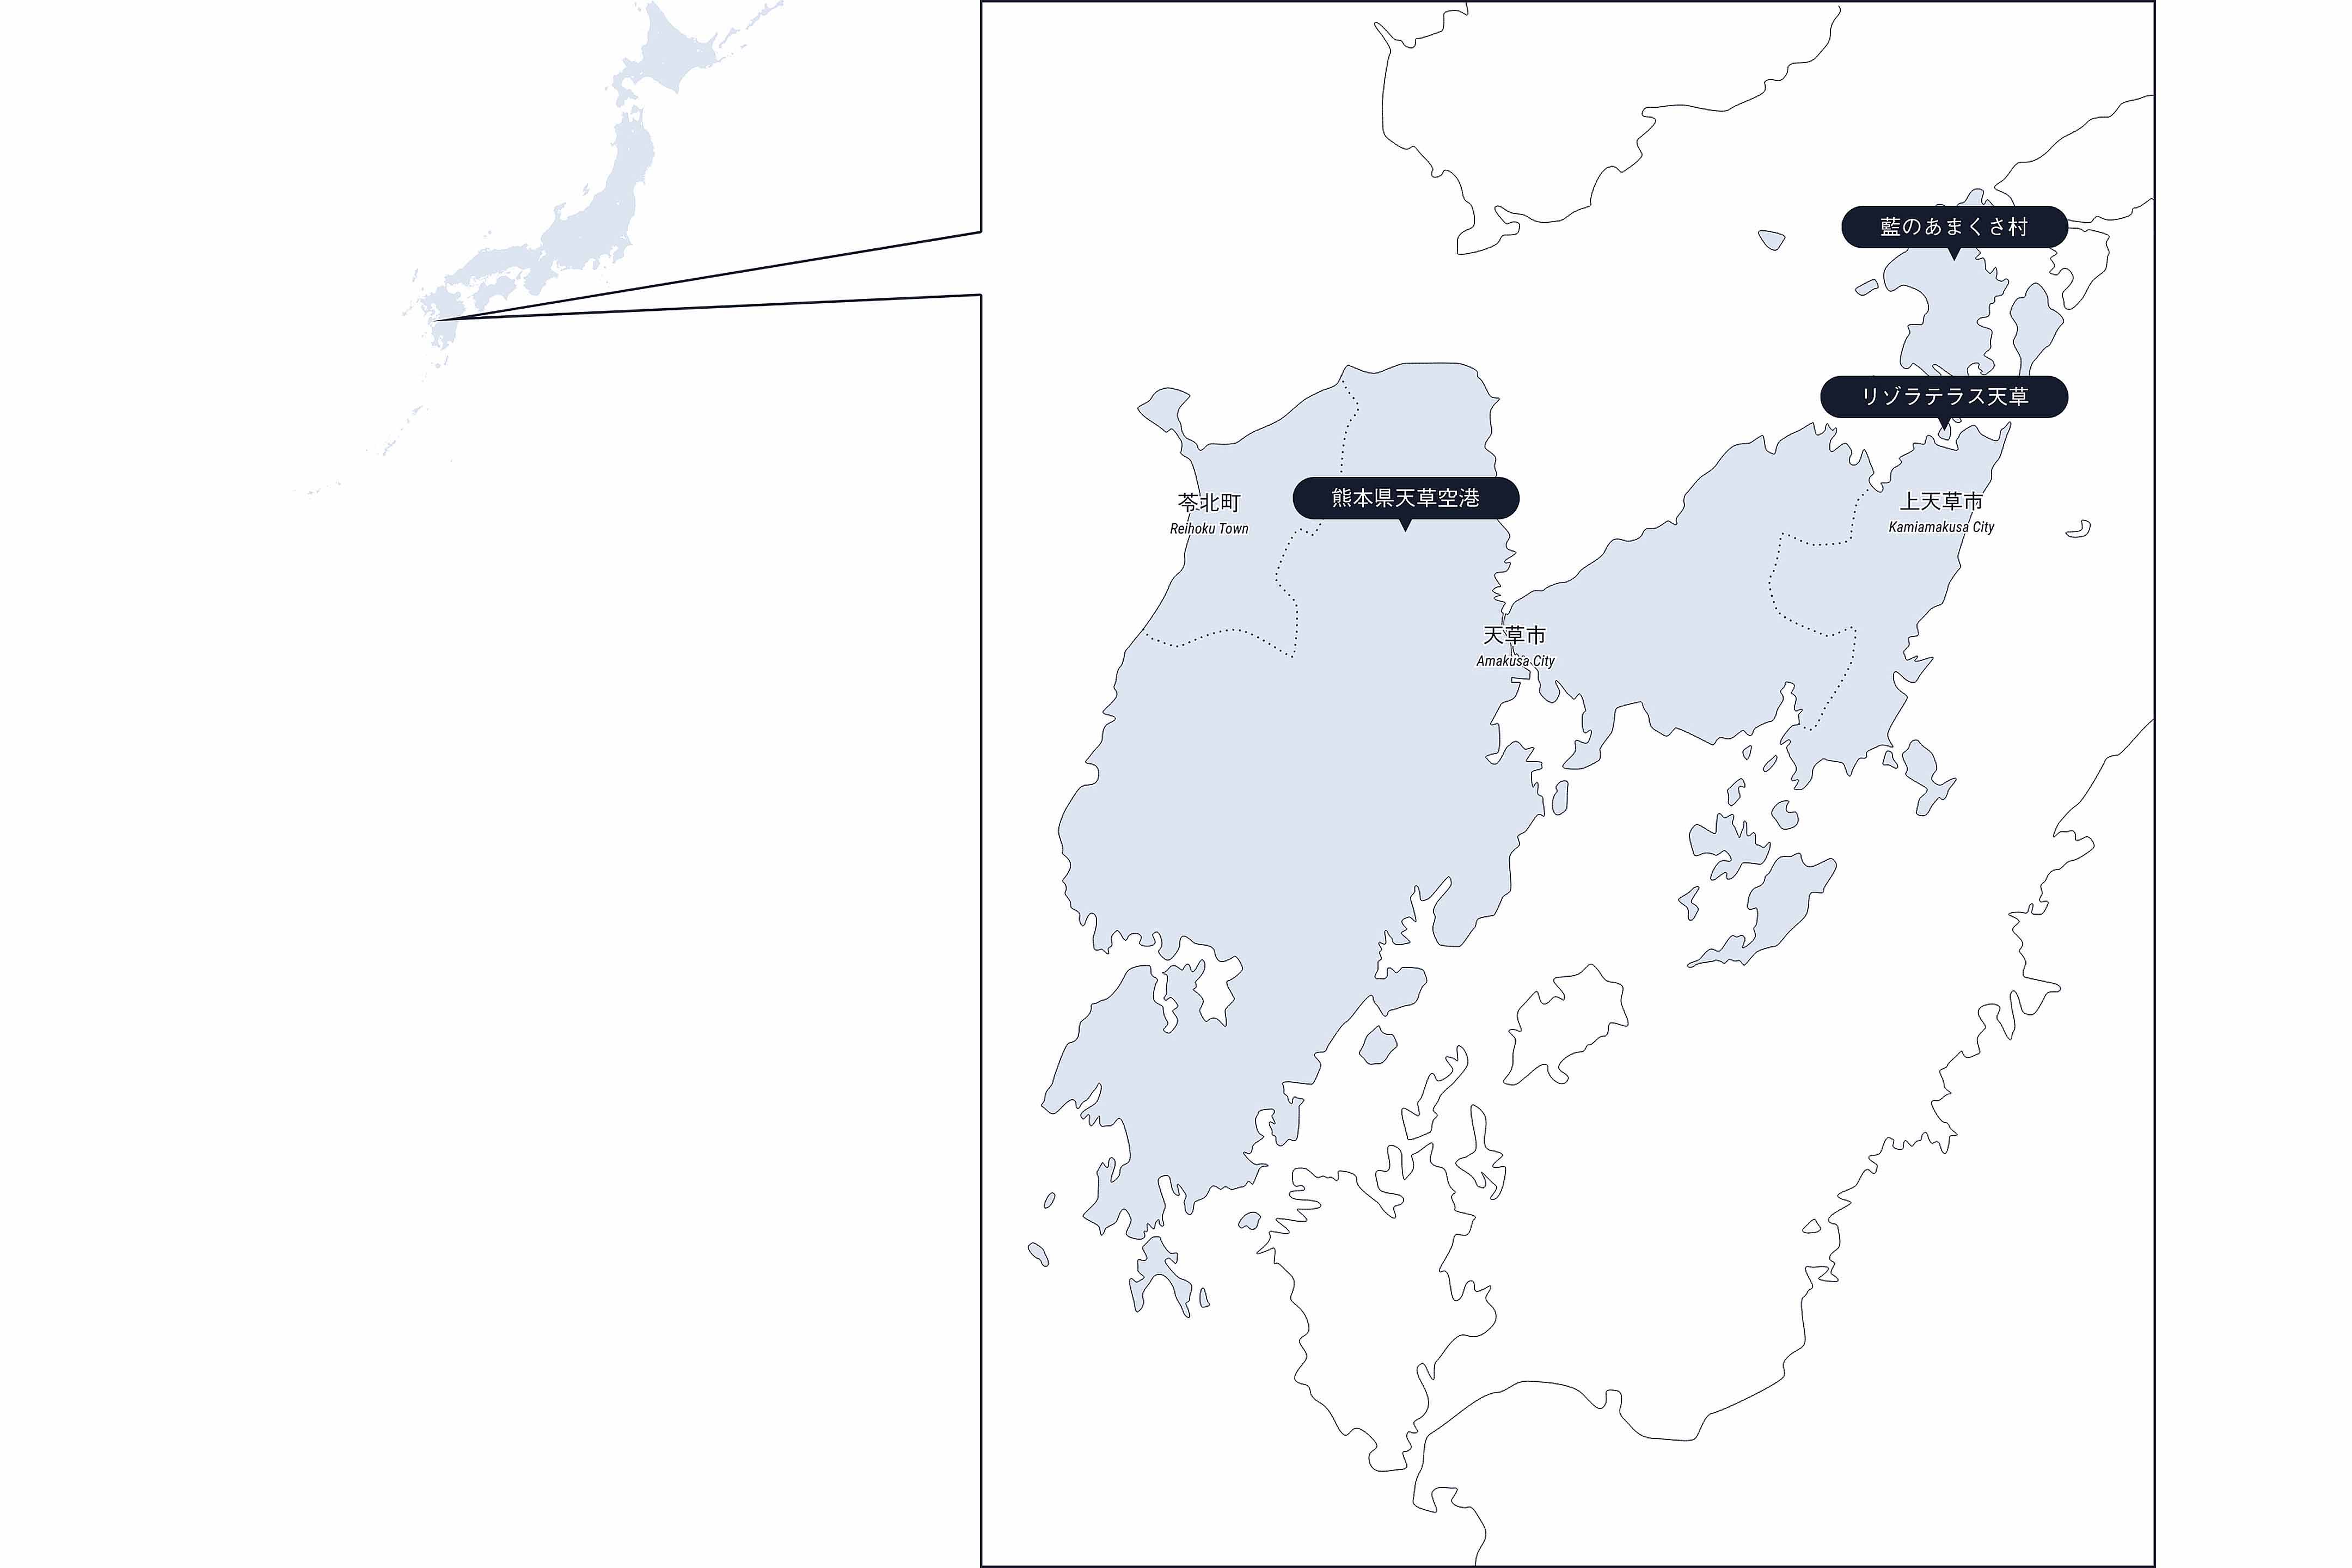 藍のあまくさ村
リゾラテラス天草
苓北町
Reihoku Town
熊本県天草空港
上天草市
Kamiamakusa City
天草市
Amakusa City